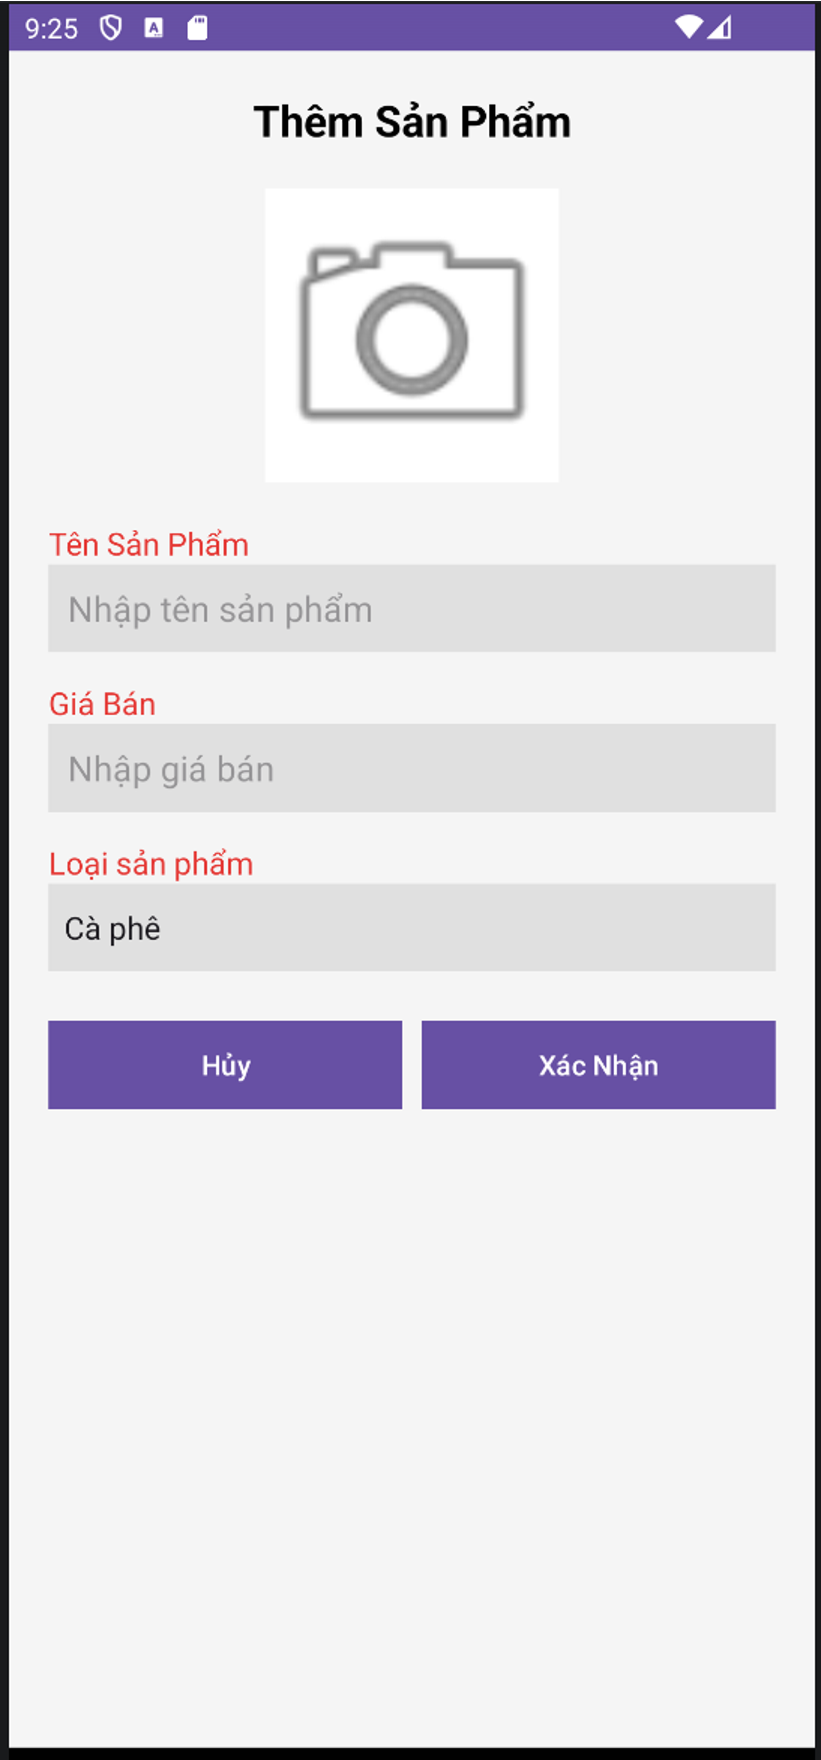 9:25
Thêm Sản Phẩm
Tên Sản Phẩm
Nhập tên sản phẩm
Giá Bán
Nhập giá bán
Loại sản phẩm
Cà phê
Hủy
Xác Nhận